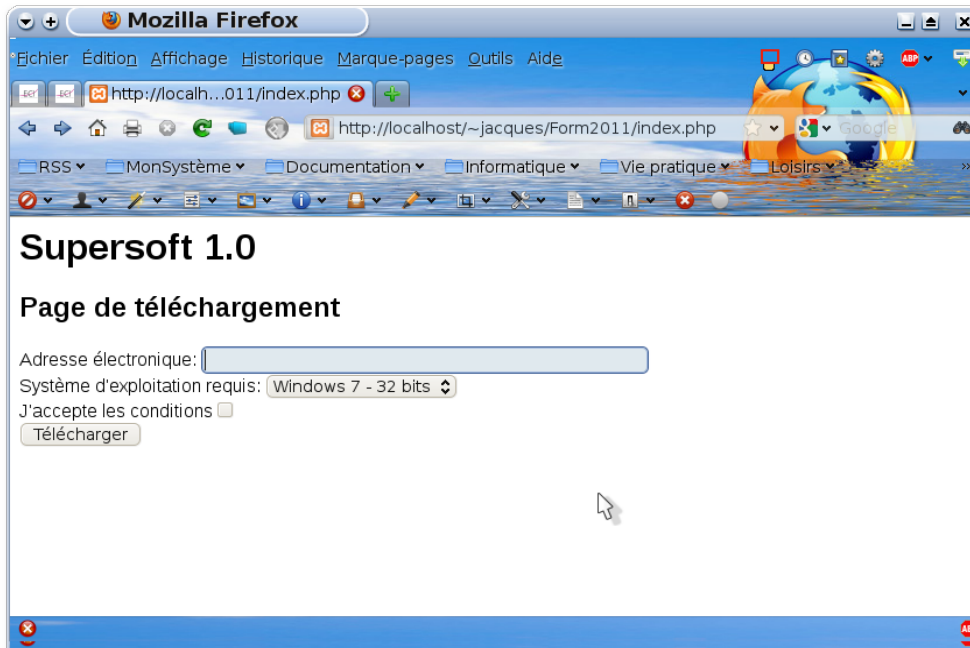 Mozilla Firefox
Fichier Édition Affichage Historique Marque-pages Outils Aide
http://localh...011/index.php
http://localhost/~jacques/Form2011/index.php
Google
RSS MonSystème Documentation Informatique Vie pratique Loisirs
ABP
Supersoft 1.0
Page de téléchargement
Adresse électronique:
Système d'exploitation requis: Windows 7 - 32 bits
J'accepte les conditions
Télécharger